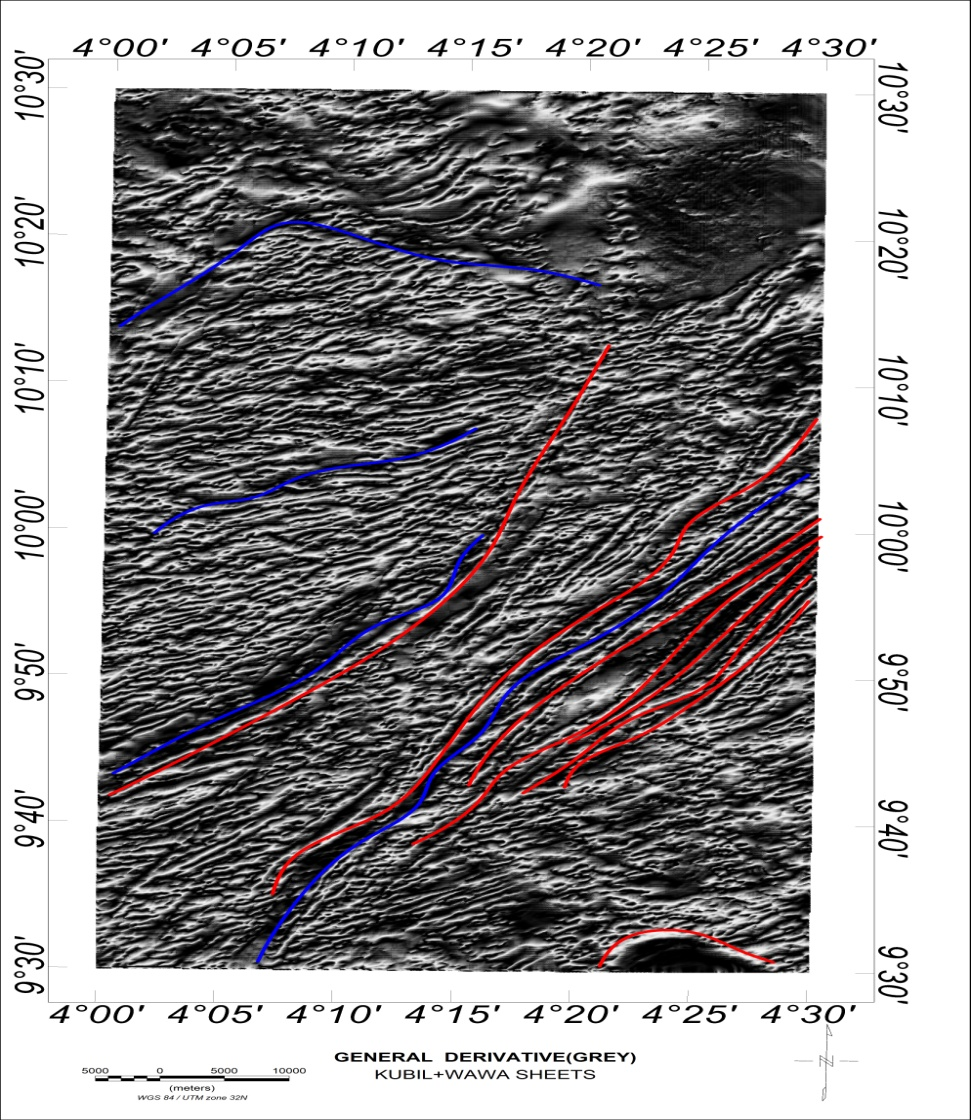 4°00' 4°05' 4°10' 4°15' 4°20' 4°25' 4°30'
10°30' 10°30'
10°20' 10°20'
10°10' 10°10'
10°00' 10°00'
9°50' 9°50'
9°40' 9°40'
9°30' 9°30'
4°00' 4°05' 4°10' 4°15' 4°20' 4°25' 4°30'
GENERAL DERIVATIVE(GREY)
KUBIL+WAWA SHEETS
5000 0 5000 10000
(meters)
WGS 84 / UTM zone 32N
N